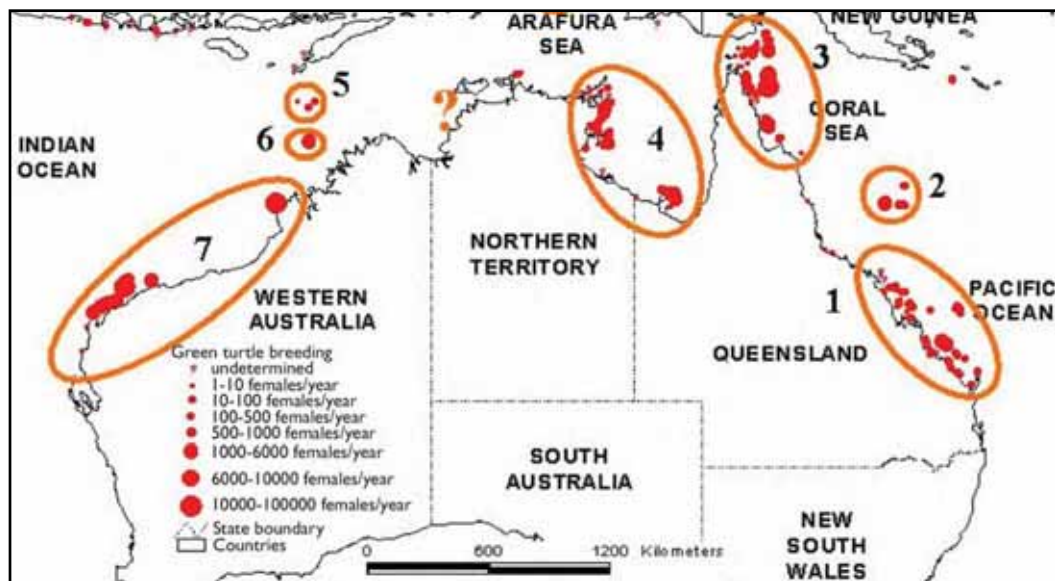 ARAFURA
SEA
NEW GUINEA
3
5
CORAL
SEA
?
INDIAN
OCEAN
6
4
2
7
NORTHERN
TERRITORY
PACIFIC
OCEAN
1
WESTERN
AUSTRALIA
QUEENSLAND
Green turtle breeding
undetermined
1-10 females/year
10-100 females/year
100-500 females/year
500-1000 females/year
1000-6000 females/year
6000-10000 females/year
10000-100000 females/year
State boundary
Countries
SOUTH
AUSTRALIA
NEW
SOUTH
WALES
0 600 1200 Kilometers